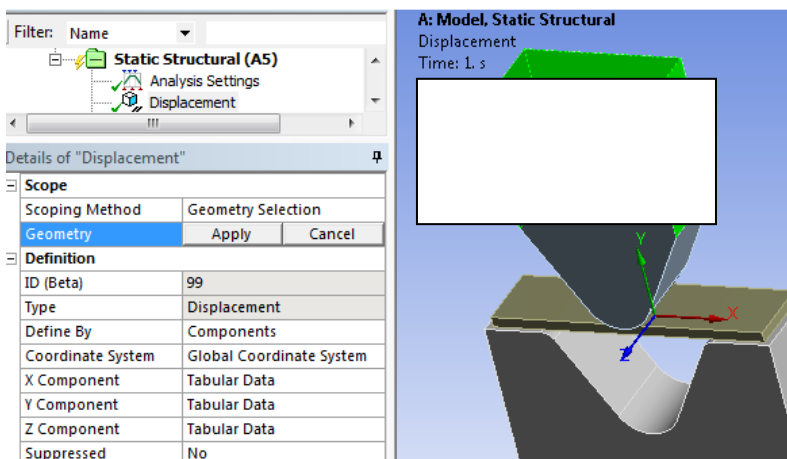 Filter: Name
Static Structural (A5)
Analysis Settings
Displacement
Details of "Displacement"
Scope
Scoping Method Geometry Selection
Geometry Apply Cancel
Definition
ID (Beta) 99
Type Displacement
Define By Components
Coordinate System Global Coordinate System
X Component Tabular Data
Y Component Tabular Data
Z Component Tabular Data
Suppressed No
A: Model, Static Structural
Displacement
Time: 1. s
Y
X
Z